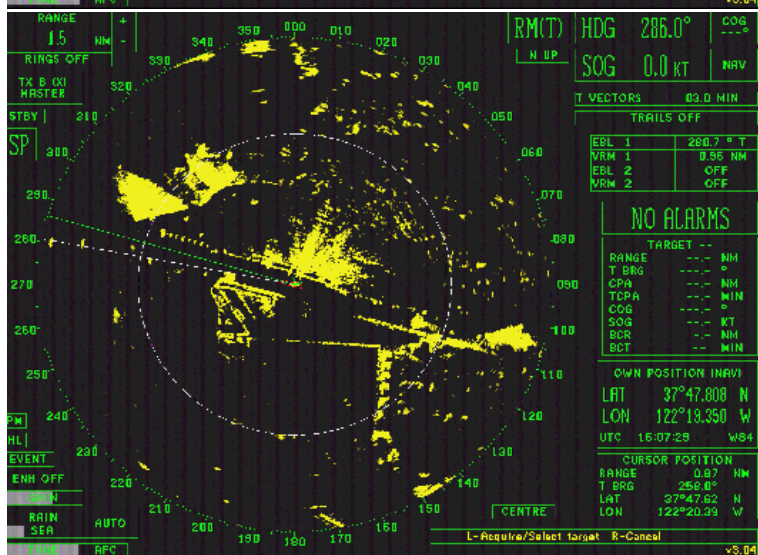 v3.04
RANGE
1.5 NM
+
-
RINGS OFF
TX B (X)
MASTER
STBY
SP
340 350 000 010 020
330 030
320
310 050
300 060
290 070
280 080
270 090
260 100
250 110
240 120
230 130
220 140
210 150
200 190 180 170 160
RM(T)
N UP
HDG 286.0°
COG
---°
SOG 0.0 KT
NAV
T VECTORS 03.0 MIN
TRAILS OFF
EBL 1 280.7 ° T
VRM 1 0.95 NM
EBL 2 OFF
VRM 2 OFF
NO ALARMS
TARGET --
RANGE --.- NM
T BRG ---.- °
CPA --.- NM
TCPA --.- MIN
COG ---.- °
SOG --.- KT
BCR --.- NM
BCT --.- MIN
OWN POSITION (NAV)
LAT 37°47.808 N
LON 122°19.350 W
UTC 16:07:29 W84
CURSOR POSITION
RANGE 0.87 NM
T BRG 256.0°
LAT 37°47.62 N
LON 122°20.39 W
PM
HL
EVENT
ENH OFF
GAIN
RAIN
SEA
AUTO
TUNE AFC
CENTRE
L-Acquire/Select target R-Cancel
v3.04